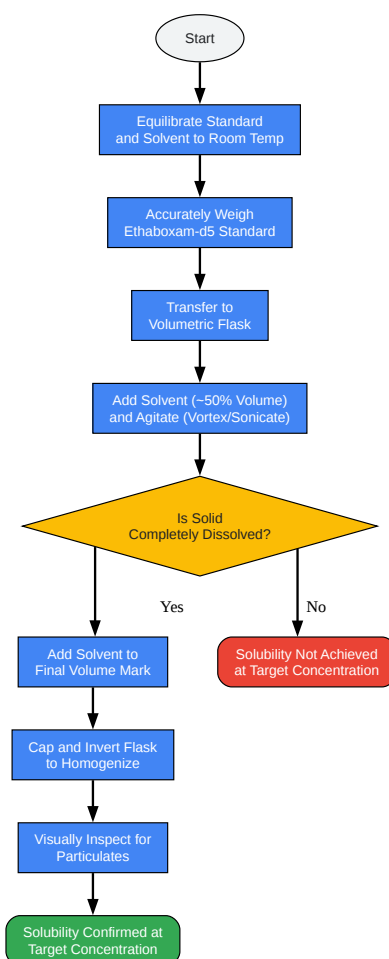 Start
Equilibrate Standard
and Solvent to Room Temp
Accurately Weigh
Ethaboxam-d5 Standard
Transfer to
Volumetric Flask
Add Solvent (~50% Volume)
and Agitate (Vortex/Sonicate)
Is Solid
Completely Dissolved?
Yes
No
Add Solvent to
Final Volume Mark
Solubility Not Achieved
at Target Concentration
Cap and Invert Flask
to Homogenize
Visually Inspect for
Particulates
Solubility Confirmed at
Target Concentration